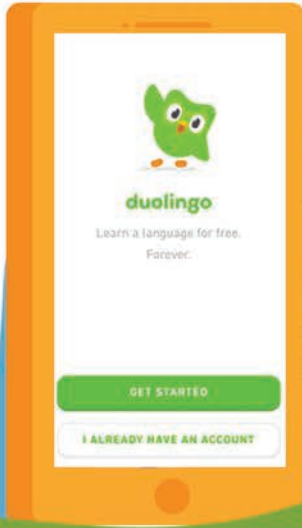 duolingo
Learn a language for free.
Forever.
GET STARTED
I ALREADY HAVE AN ACCOUNT